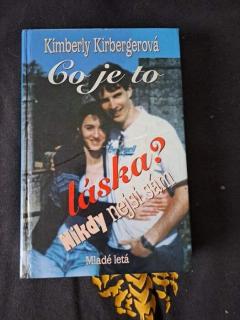 Kimberly Kirbergerová
Co je to
láska?
Nikdy nejsi sám
Mladé letá